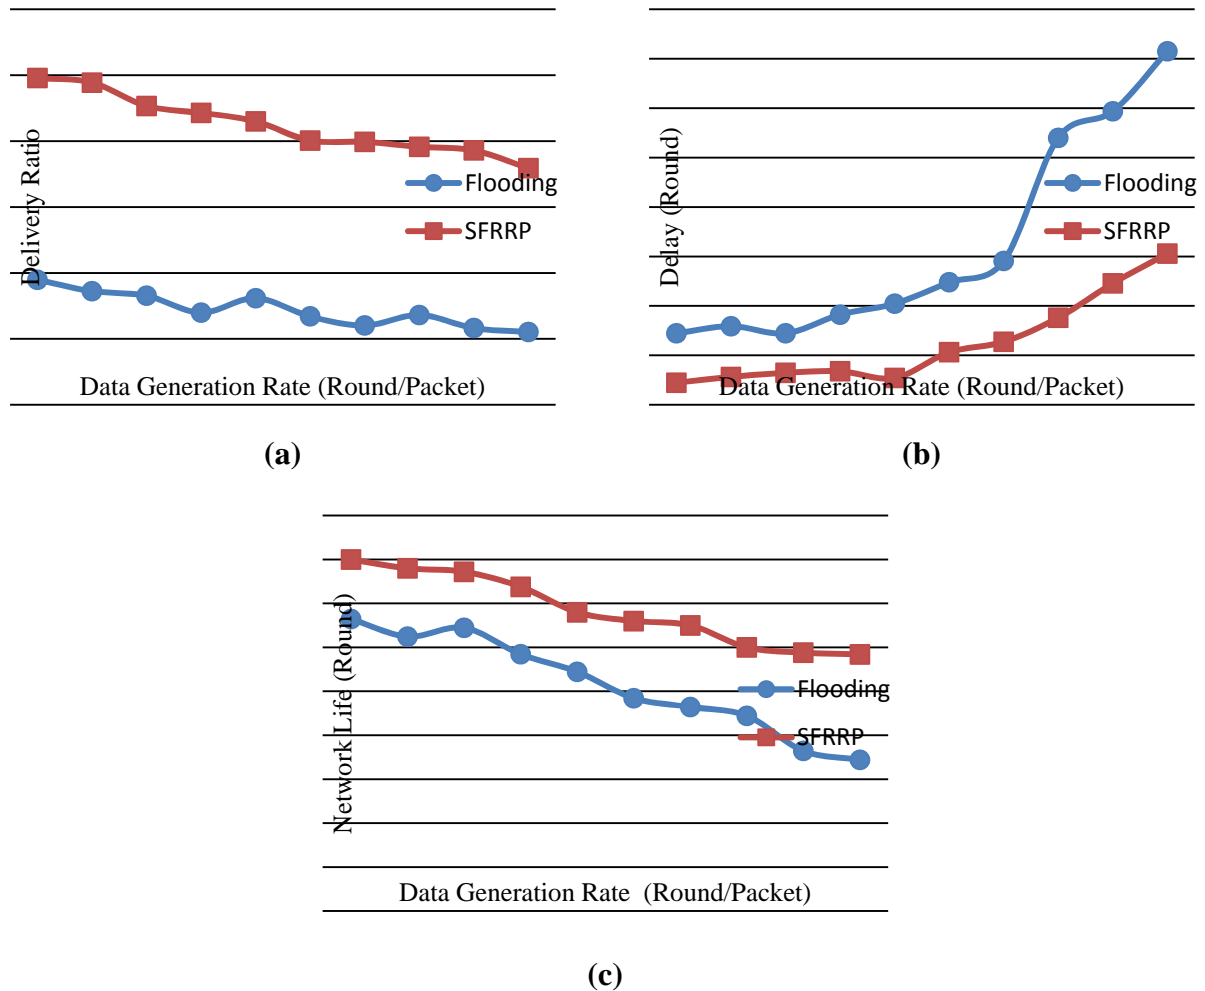 Delivery Ratio
Flooding
SFRRP
Data Generation Rate (Round/Packet)
(a)
Delay (Round)
Flooding
SFRRP
Data Generation Rate (Round/Packet)
(b)
Network Life (Round)
Flooding
SFRRP
Data Generation Rate (Round/Packet)
(c)